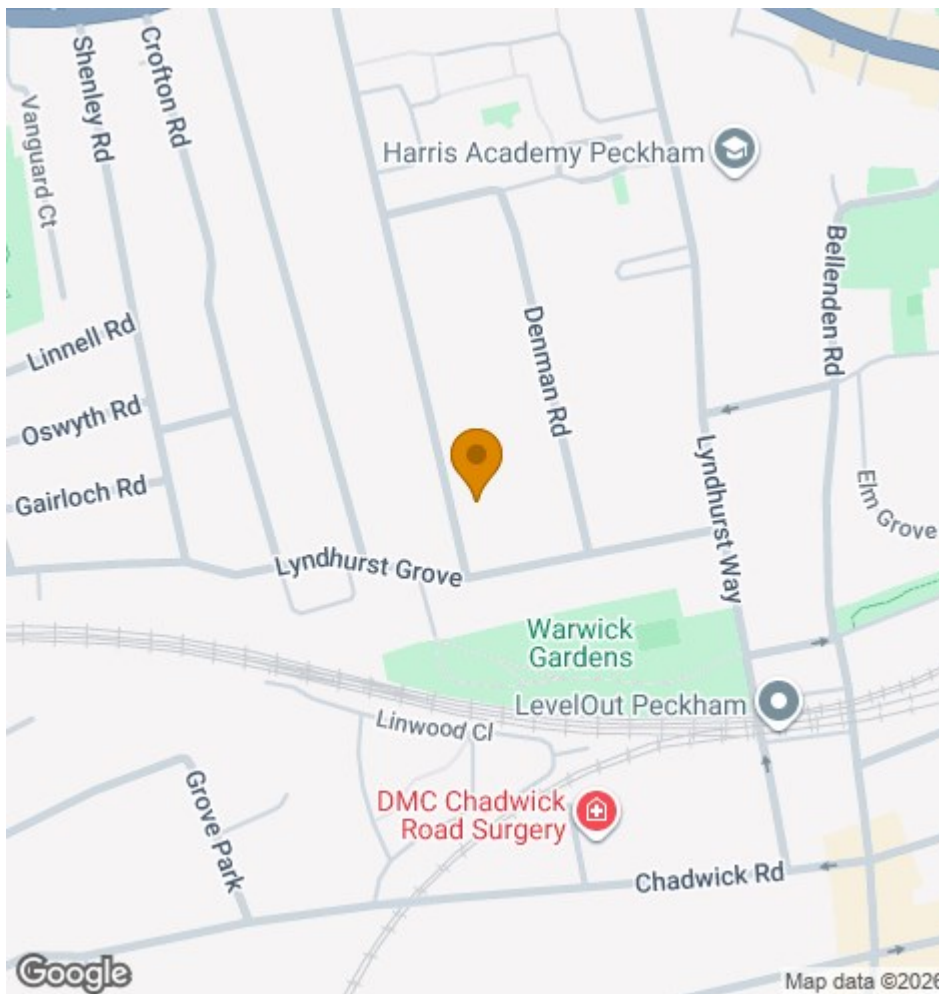 Shenley Rd
Crofton Rd
Vanguard Ct
Harris Academy Peckham
Bellenden Rd
Linnell Rd
Denman Rd
Oswyth Rd
Gairloch Rd
Lyndhurst Way
Elm Grove
Lyndhurst Grove
Warwick
Gardens
LevelOut Peckham
Linwood Cl
DMC Chadwick
Road Surgery
Grove Park
Chadwick Rd
Google
Map data ©2026